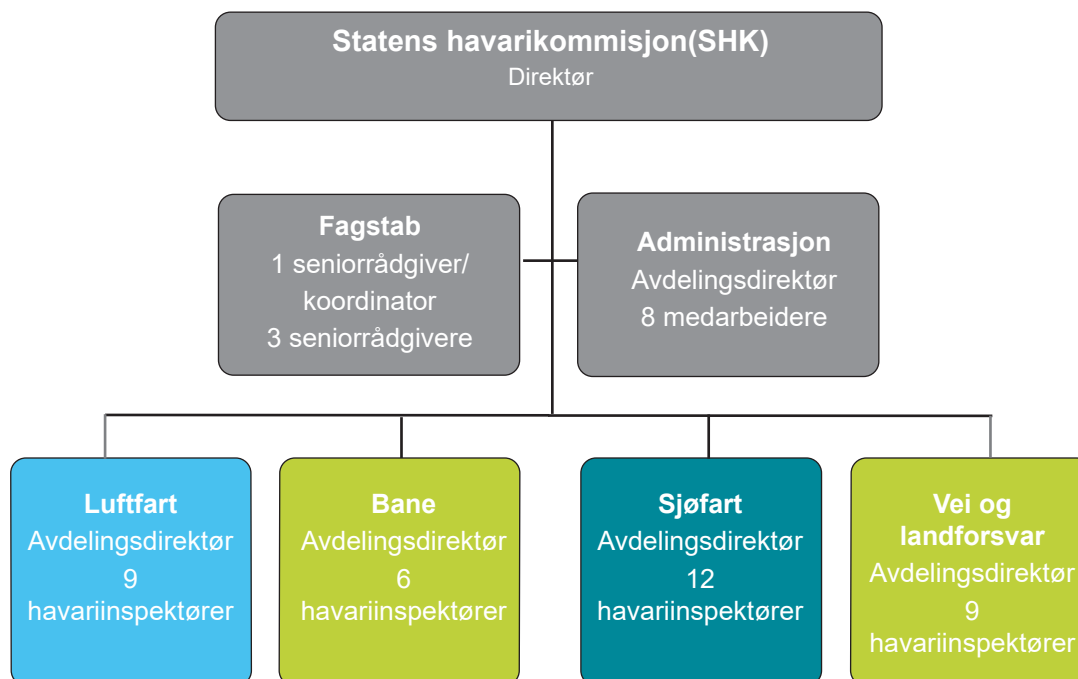 Statens havarikommisjon(SHK)
Direktør
Fagstab
1 seniorrådgiver/
koordinator
3 seniorrådgivere
Administrasjon
Avdelingsdirektør
8 medarbeidere
Luftfart
Avdelingsdirektør
9
havariinspektører
Bane
Avdelingsdirektør
6
havariinspektører
Sjøfart
Avdelingsdirektør
12
havariinspektører
Vei og
landforsvar
Avdelingsdirektør
9
havariinspektører